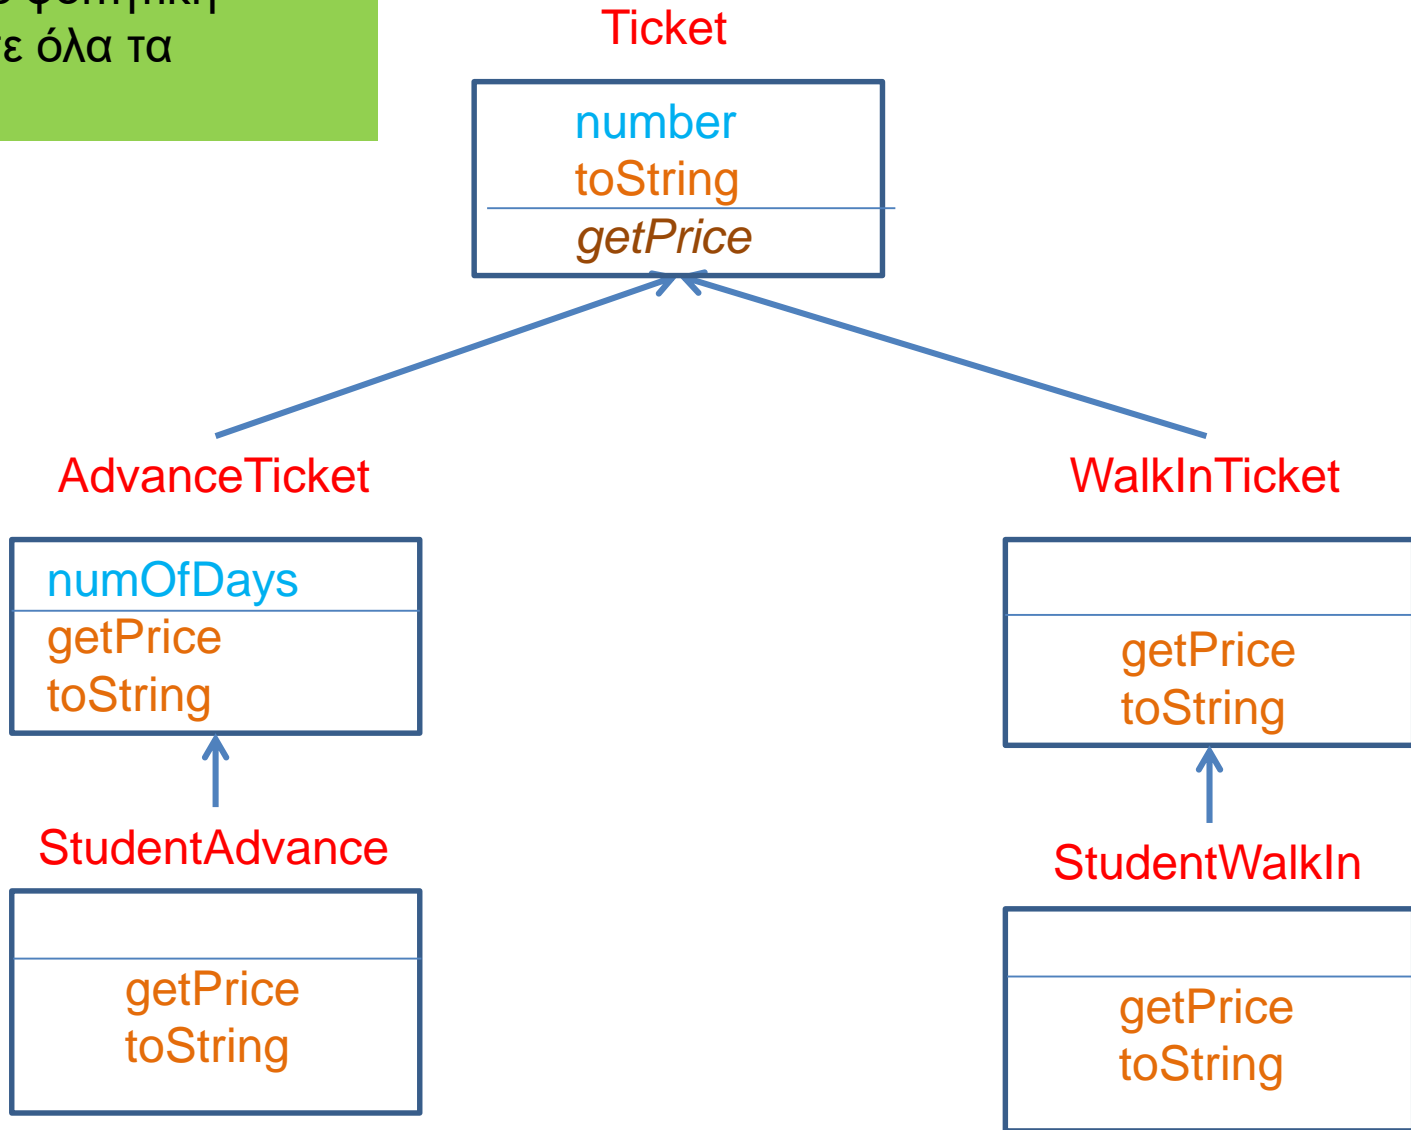 σε όλα τα
Ticket
number
toString
getPrice
AdvanceTicket
numOfDays
getPrice
toString
WalkInTicket
getPrice
toString
StudentAdvance
getPrice
toString
StudentWalkIn
getPrice
toString